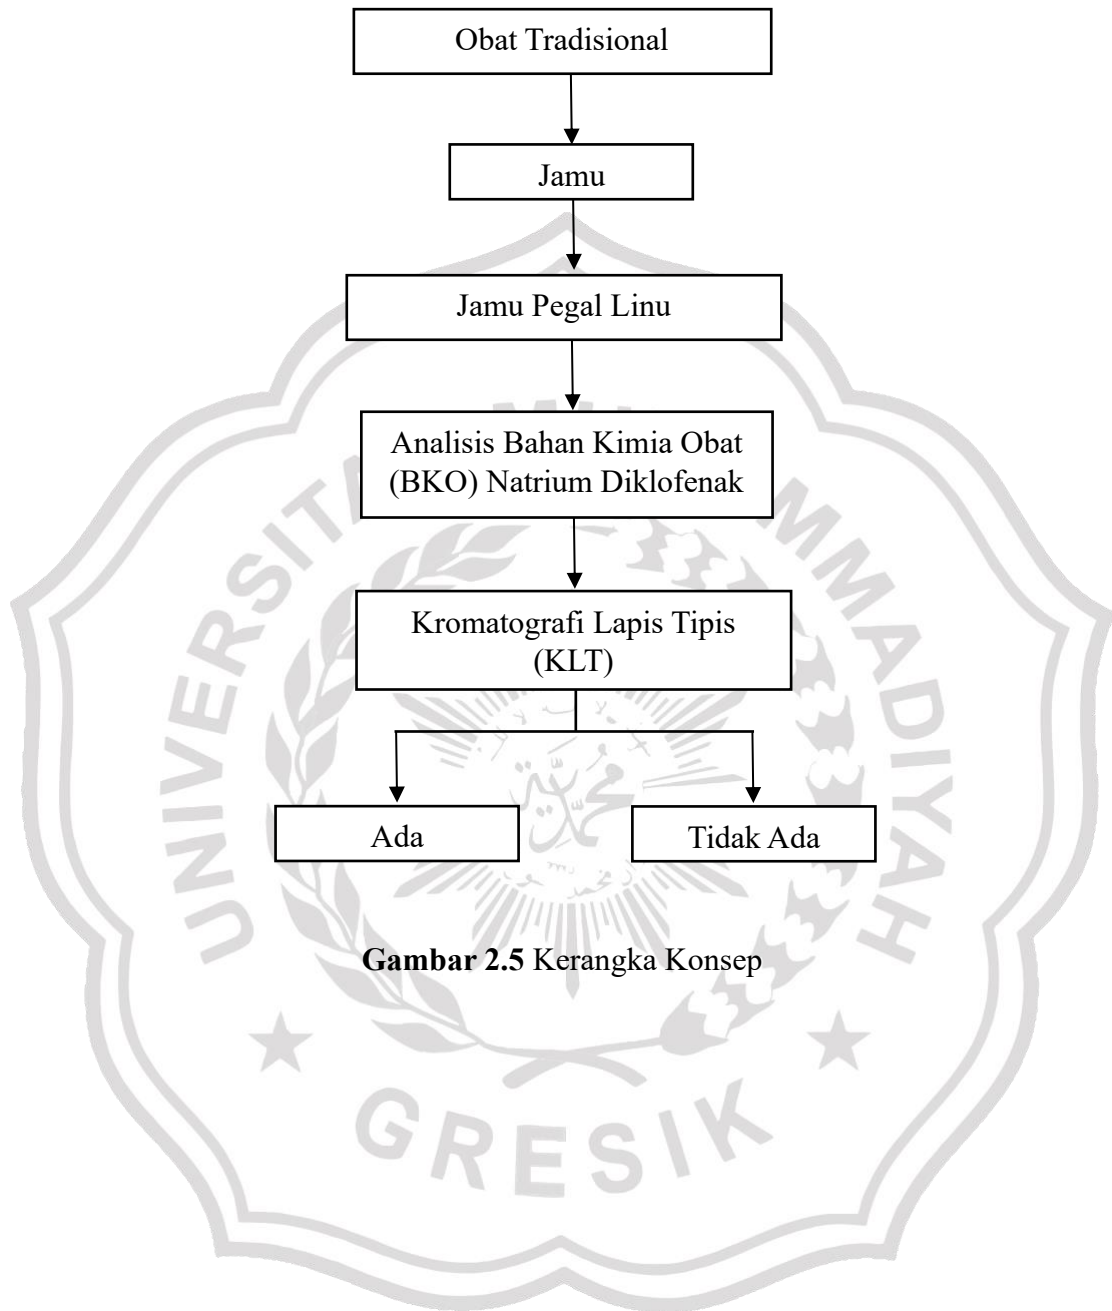 Obat Tradisional
Jamu
Jamu Pegal Linu
Analisis Bahan Kimia Obat
(BKO) Natrium Diklofenak
Kromatografi Lapis Tipis
(KLT)
Ada
Tidak Ada
Gambar 2.5 Kerangka Konsep
GRESIK